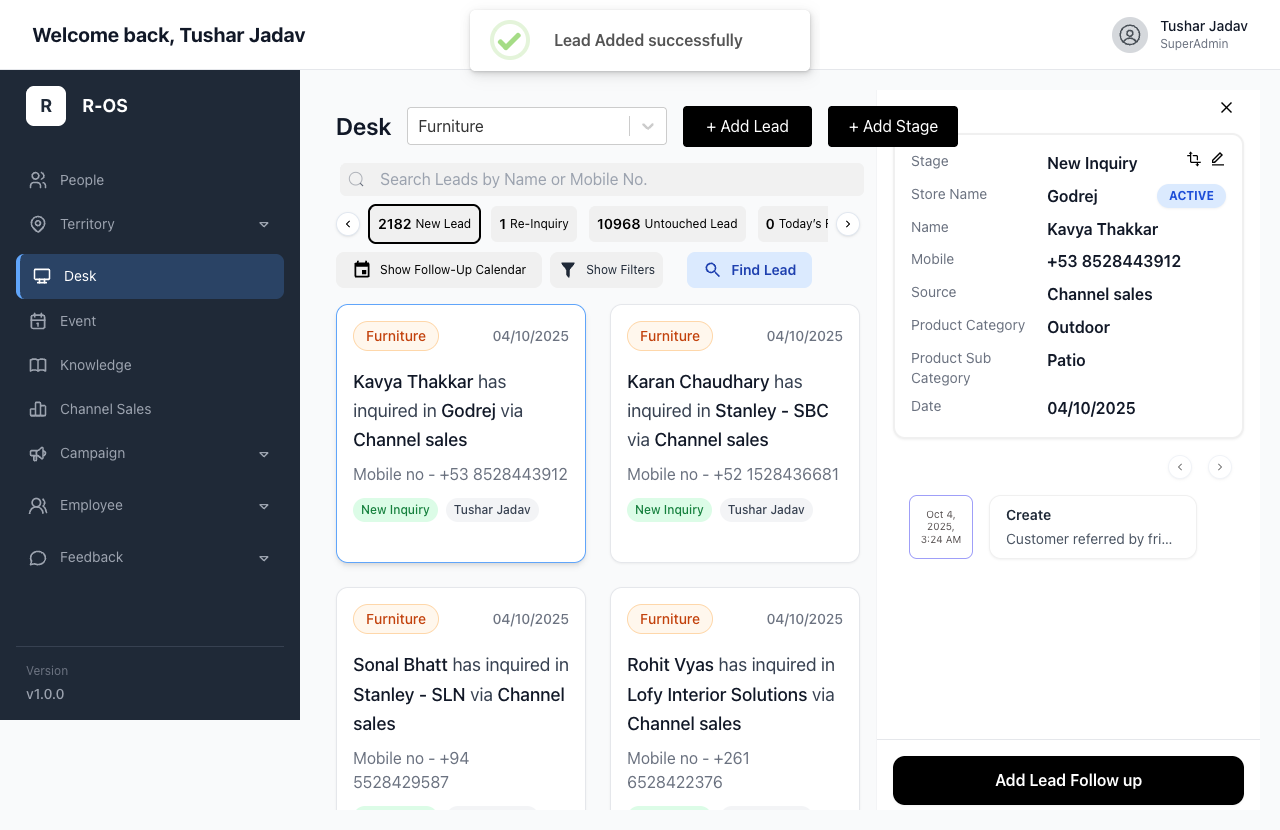 Welcome back, Tushar Jadav
Lead Added successfully
Tushar Jadav
SuperAdmin
R
R-OS
People
Territory
Desk
Event
Knowledge
Channel Sales
Campaign
Employee
Feedback
Version
v1.0.0
Desk
Furniture
+ Add Lead
+ Add Stage
Search Leads by Name or Mobile No.
2182 New Lead
1 Re-Inquiry
10968 Untouched Lead
0 Today's F
Show Follow-Up Calendar
Show Filters
Find Lead
Furniture
04/10/2025
Kavya Thakkar has
inquired in Godrej via
Channel sales
Mobile no - +53 8528443912
New Inquiry
Tushar Jadav
Furniture
04/10/2025
Karan Chaudhary has
inquired in Stanley - SBC
via Channel sales
Mobile no - +52 1528436681
New Inquiry
Tushar Jadav
Furniture
04/10/2025
Sonal Bhatt has inquired in
Stanley - SLN via Channel
sales
Mobile no - +94
5528429587
Furniture
04/10/2025
Rohit Vyas has inquired in
Lofy Interior Solutions via
Channel sales
Mobile no - +261
6528422376
Stage
New Inquiry
Store Name
Godrej
ACTIVE
Name
Kavya Thakkar
Mobile
+53 8528443912
Source
Channel sales
Product Category
Outdoor
Product Sub
Category
Patio
Date
04/10/2025
Oct 4,
2025,
3:24 AM
Create
Customer referred by fri...
Add Lead Follow up